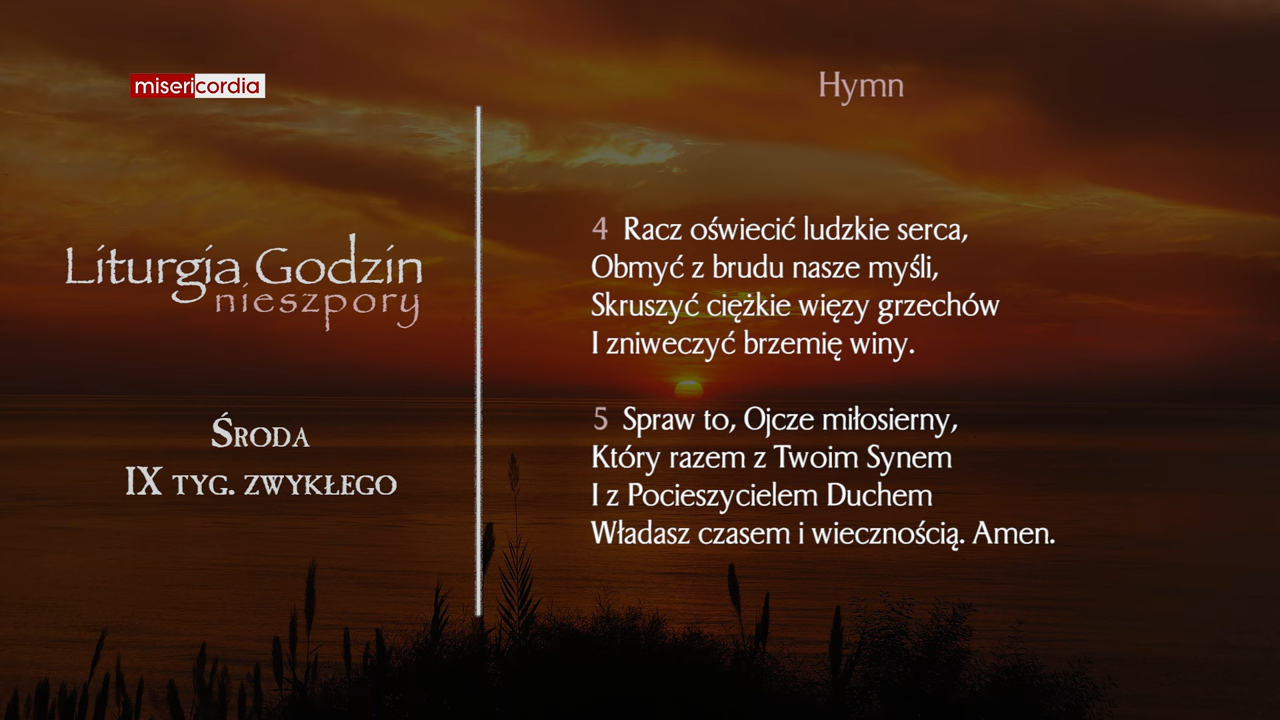 misericordia
Liturgia Godzin
nieszpory
Środa
IX tyg. zwykłego
Hymn
4 Racz oświecić ludzkie serca,
Obmyć z brudu nasze myśli,
Skruszyć ciężkie więzy grzechów
I zniweczyć brzemię winy.
5 Spraw to, Ojcze miłosierny,
Który razem z Twoim Synem
I z Pocieszycielem Duchem
Władasz czasem i wiecznością. Amen.